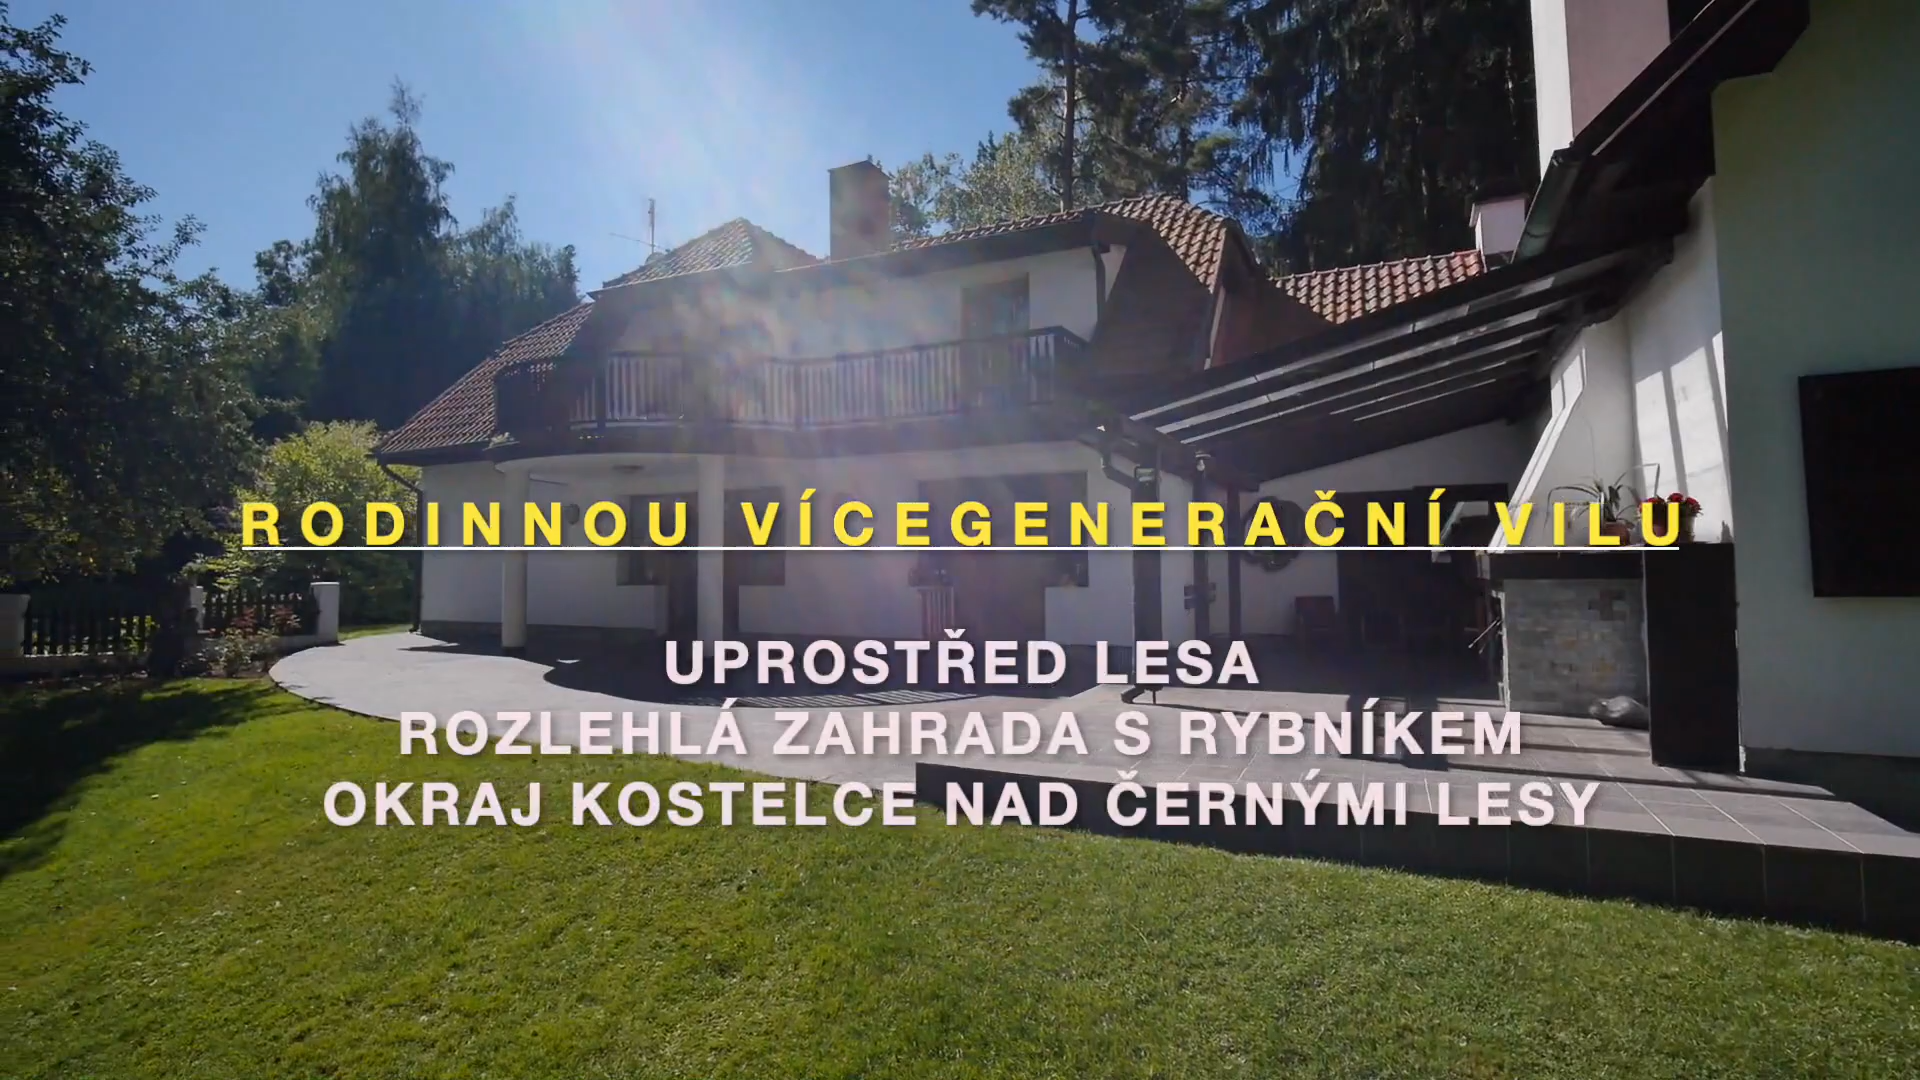 RODINNOU VÍCEGENERAČNÍ VILU
UPROSTŘED LESA
ROZLEHLÁ ZAHRADA S RYBNÍKEM
OKRAJ KOSTELCE NAD ČERNÝMI LESY